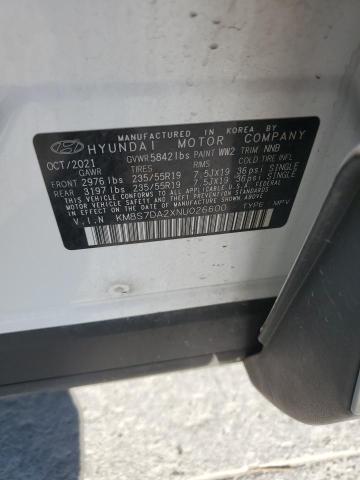 MANUFACTURED IN KOREA BY
HYUNDAI MOTOR COMPANY
OCT/2021 GVWR 5842 lbs PAINT WW2 TRIM NNB
GAWR TIRES RIMS COLD TIRE INFL
FRONT 2976 lbs 235/55R19 7.5JX19 36psi SINGLE
REAR 3197 lbs 235/55R19 7.5JX19 36psi SINGLE
THIS VEHICLE CONFORMS TO ALL APPLICABLE FEDERAL MOTOR
VEHICLE SAFETY AND THEFT PREVENTION STANDARDS IN
EFFECT ON THE DATE OF MANUFACTURE SHOWN ABOVE
V.I.N KM8S7DA2XNU026600 TYPE MPV